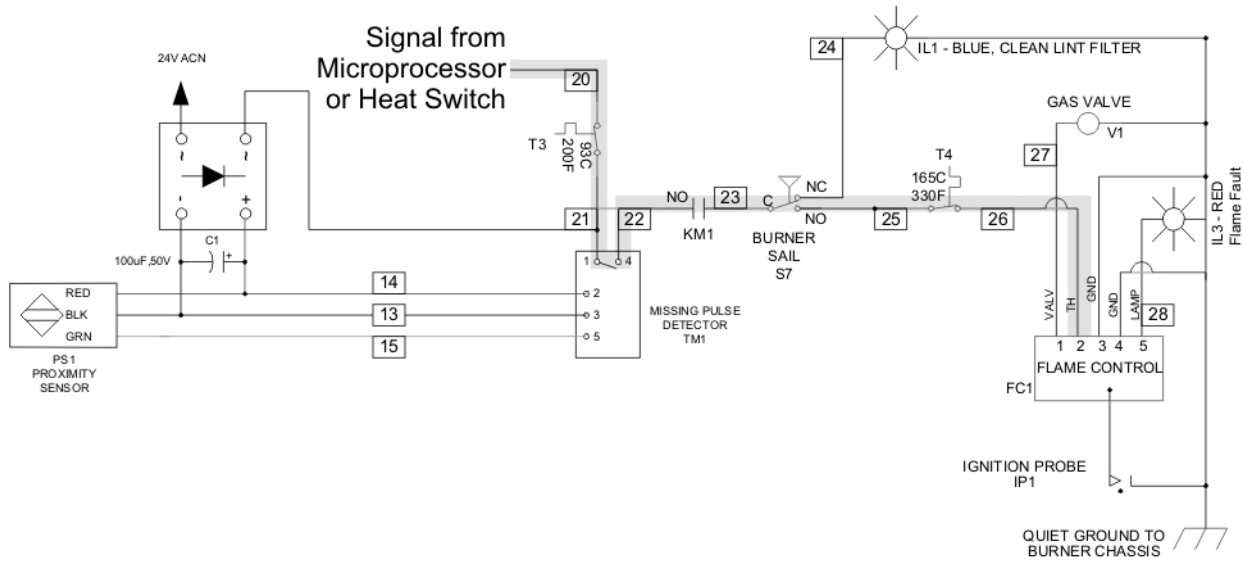 Signal from
Microprocessor
or Heat Switch
24V ACN
20
24
IL1 - BLUE, CLEAN LINT FILTER
GAS VALVE
V1
27
T3
93C
200F
T4
165C
330F
~
~
-
+
C1
100uF,50V
+
21
22
NO
KM1
23
C
NC
NO
BURNER
SAIL
S7
25
26
IL3 - RED
Flame Fault
1
4
2
3
5
MISSING PULSE
DETECTOR
TM1
14
13
15
RED
BLK
GRN
PS1
PROXIMITY
SENSOR
VALV
TH
GND
GND
LAMP
28
1 2 3 4 5
FLAME CONTROL
FC1
IGNITION PROBE
IP1
QUIET GROUND TO
BURNER CHASSIS